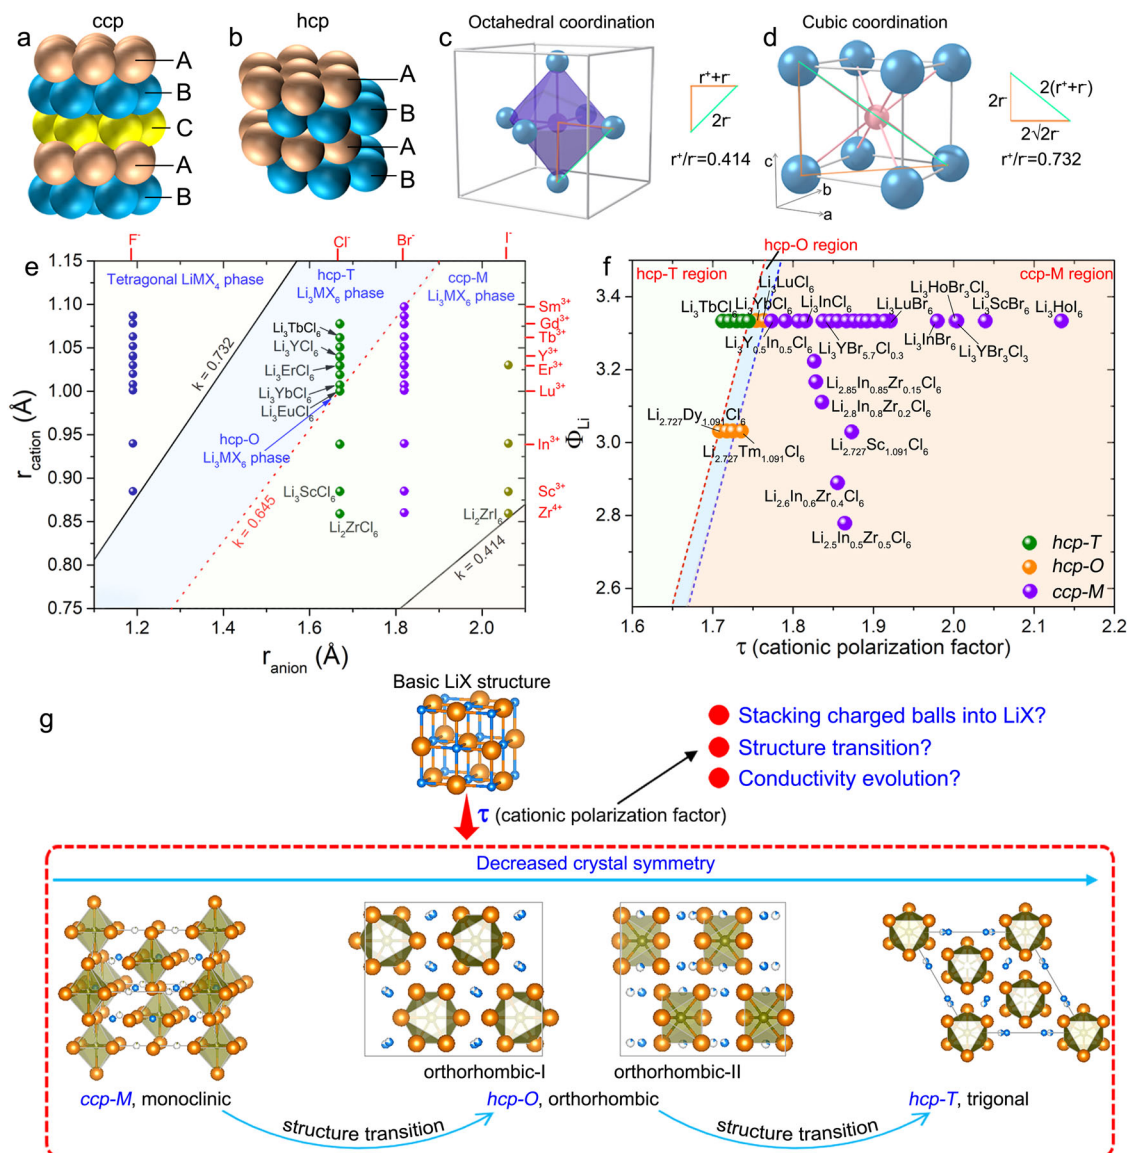 ccp
hcp
Octahedral coordination
Cubic coordination
a
A
B
C
A
B
b
A
B
A
B
c
r⁺+r⁻
2r⁻
r⁺/r⁻=0.414
d
c
b
a
2r⁻
2(r⁺+r⁻)
2√2r⁻
r⁺/r⁻=0.732
e
F⁻
Cl⁻
Br⁻
I⁻
Tetragonal LiMX₄ phase
hcp-T
Li₃MX₆ phase
ccp-M
Li₃MX₆ phase
k = 0.732
Li₃TbCl₆
Li₃YCl₆
Li₃ErCl₆
Li₃YbCl₆
Li₃EuCl₆
hcp-O
Li₃MX₆ phase
k = 0.645
Li₃ScCl₆
Li₂ZrCl₆
Li₂ZrI₆
k = 0.414
Sm³⁺
Gd³⁺
Tb³⁺
Y³⁺
Er³⁺
Lu³⁺
In³⁺
Sc³⁺
Zr⁴⁺
1.15
1.10
1.05
1.00
0.95
0.90
0.85
0.80
0.75
r cation (Å)
1.2
1.4
1.6
1.8
2.0
r anion (Å)
f
hcp-O region
hcp-T region
ccp-M region
Li₃LuCl₆
Li₃TbCl₆
Li₃YbCl₆
Li₃InCl₆
Li₃LuBr₆
Li₃HoBr₃Cl₃
Li₃ScBr₆
Li₃HoI₆
Li₃Y₀.₅In₀.₅Cl₆
Li₃YBr₅.₇Cl₀.₃
Li₃InBr₆
Li₃YBr₃Cl₃
Li₂.₈₅In₀.₈₅Zr₀.₁₅Cl₆
Li₂.₈In₀.₈Zr₀.₂Cl₆
Li₂.₇₂₇Dy₁.₀₉₁Cl₆
Li₂.₇₂₇Tm₁.₀₉₁Cl₆
Li₂.₇₂₇Sc₁.₀₉₁Cl₆
Li₂.₆In₀.₆Zr₀.₄Cl₆
Li₂.₅In₀.₅Zr₀.₅Cl₆
hcp-T
hcp-O
ccp-M
3.4
3.2
3.0
2.8
2.6
Φ Li
1.6
1.7
1.8
1.9
2.0
2.1
2.2
τ (cationic polarization factor)
g
Basic LiX structure
τ (cationic polarization factor)
Stacking charged balls into LiX?
Structure transition?
Conductivity evolution?
Decreased crystal symmetry
orthorhombic-I
orthorhombic-II
ccp-M, monoclinic
hcp-O, orthorhombic
hcp-T, trigonal
structure transition
structure transition